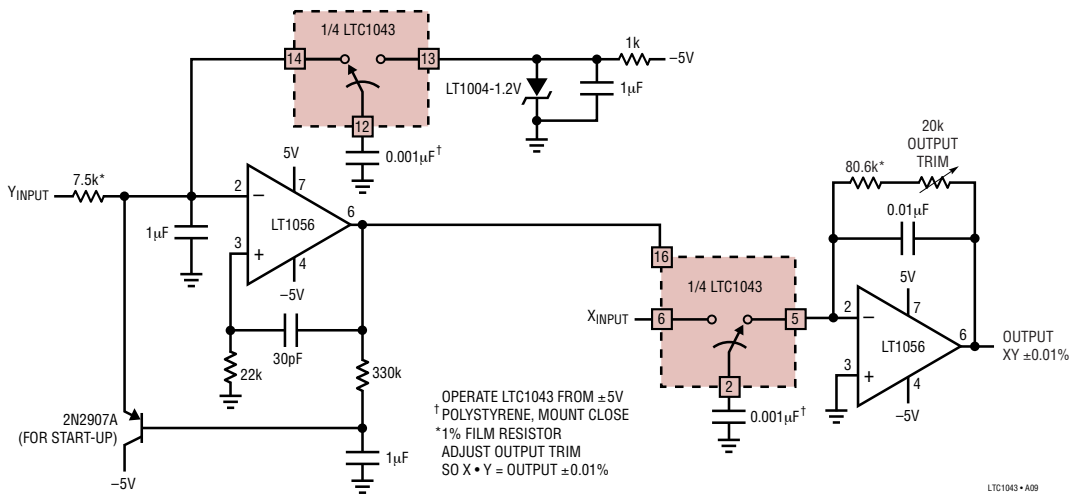 1/4 LTC1043
14
13
12
1k
–5V
LT1004-1.2V
1µF
0.001µF†
YINPUT
7.5k*
1µF
5V
2
7
6
3
4
–
+
LT1056
–5V
30pF
22k
330k
2N2907A
(FOR START-UP)
–5V
1µF
16
1/4 LTC1043
XINPUT
6
5
2
0.001µF†
20k
OUTPUT
TRIM
80.6k*
0.01µF
5V
2
7
6
3
4
–
+
LT1056
–5V
OUTPUT
XY ±0.01%
OPERATE LTC1043 FROM ±5V
†POLYSTYRENE, MOUNT CLOSE
*1% FILM RESISTOR
ADJUST OUTPUT TRIM
SO X • Y = OUTPUT ±0.01%
LTC1043 • A09